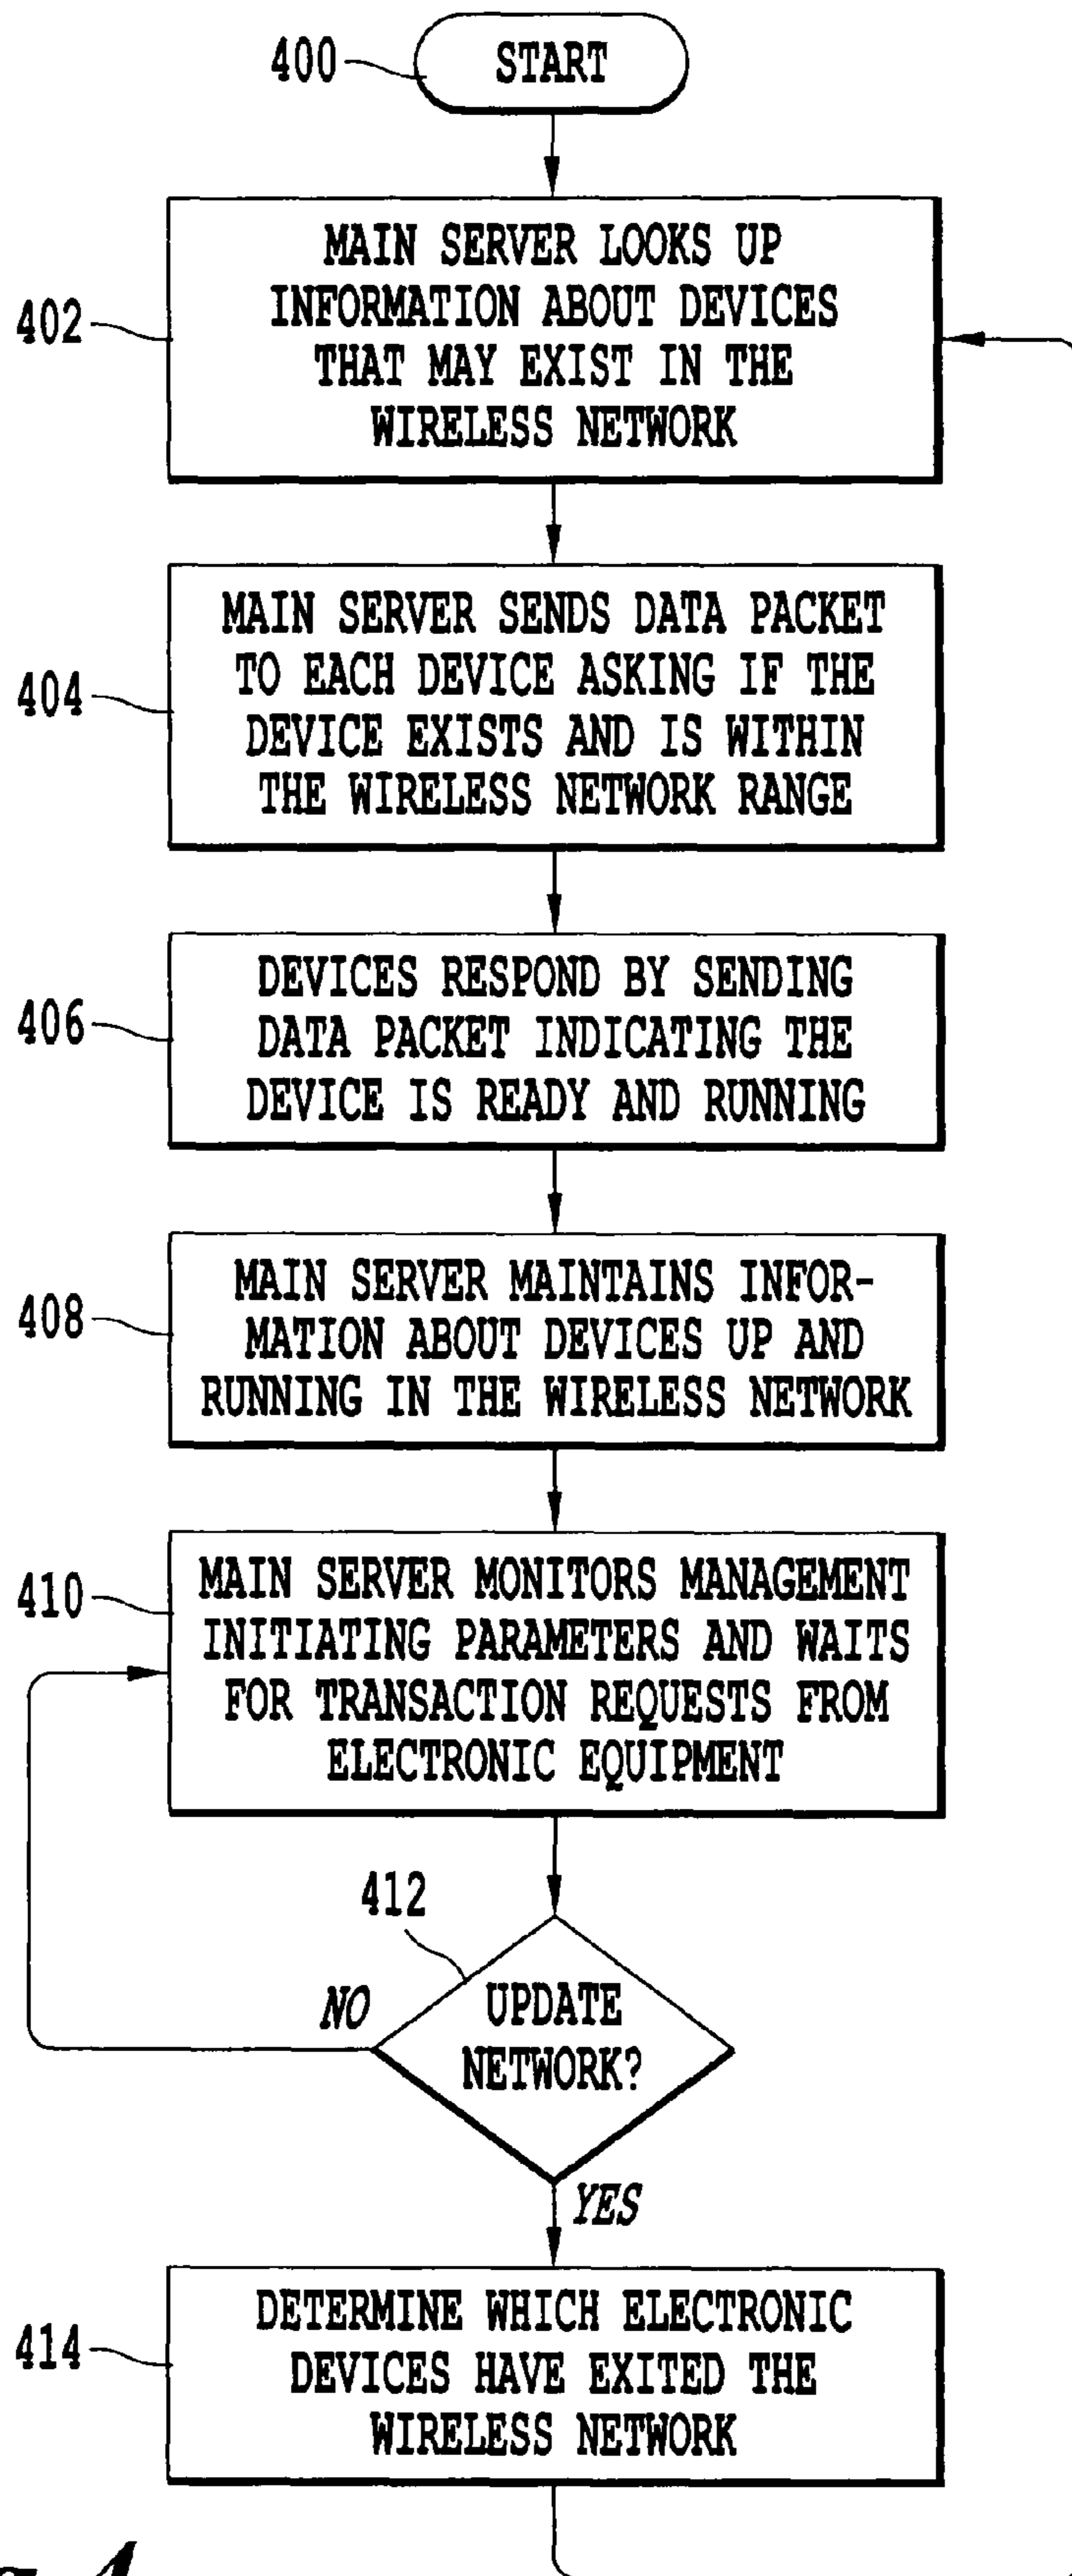 400
START
402
MAIN SERVER LOOKS UP
INFORMATION ABOUT DEVICES
THAT MAY EXIST IN THE
WIRELESS NETWORK
404
MAIN SERVER SENDS DATA PACKET
TO EACH DEVICE ASKING IF THE
DEVICE EXISTS AND IS WITHIN
THE WIRELESS NETWORK RANGE
406
DEVICES RESPOND BY SENDING
DATA PACKET INDICATING THE
DEVICE IS READY AND RUNNING
408
MAIN SERVER MAINTAINS INFOR-
MATION ABOUT DEVICES UP AND
RUNNING IN THE WIRELESS NETWORK
410
MAIN SERVER MONITORS MANAGEMENT
INITIATING PARAMETERS AND WAITS
FOR TRANSACTION REQUESTS FROM
ELECTRONIC EQUIPMENT
412
NO
UPDATE
NETWORK?
YES
414
DETERMINE WHICH ELECTRONIC
DEVICES HAVE EXITED THE
WIRELESS NETWORK